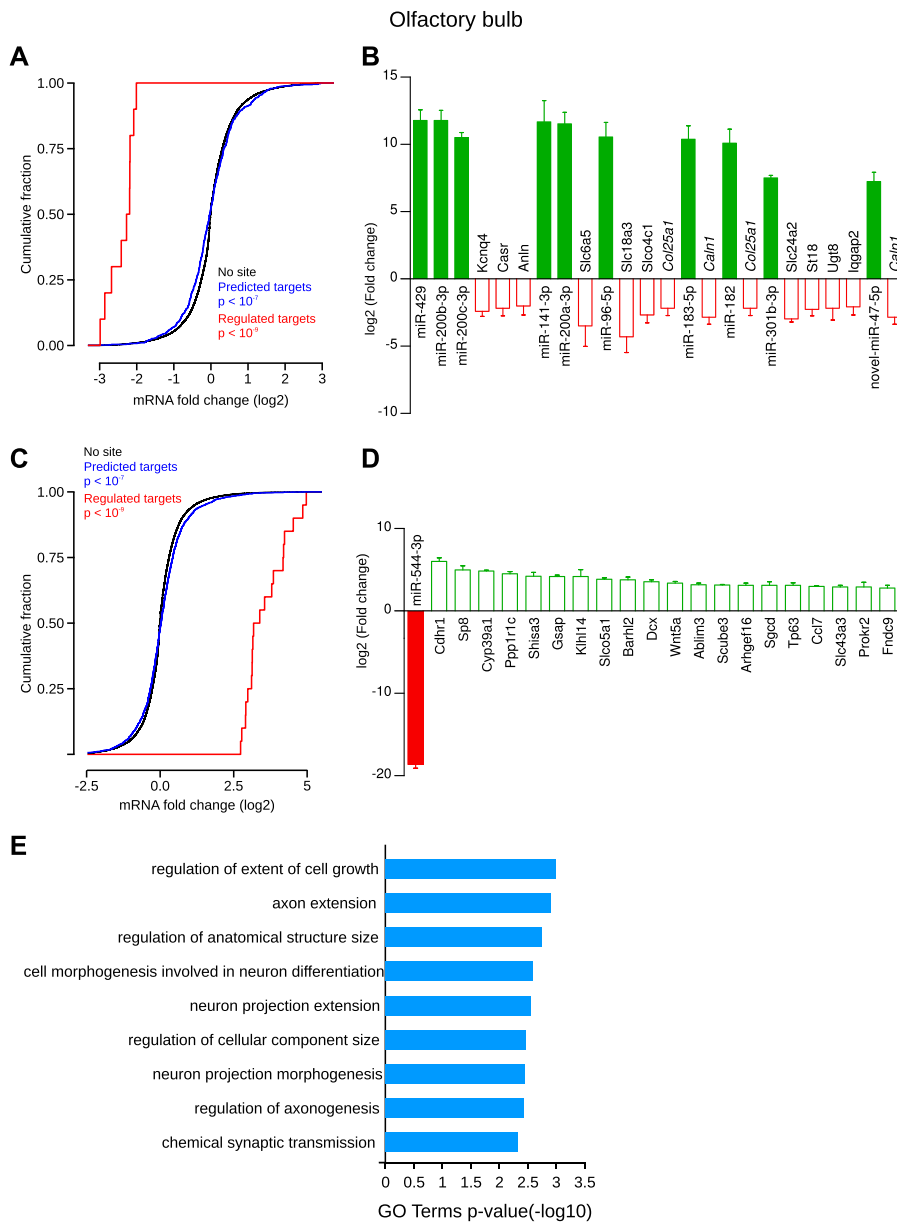 Olfactory bulb
A
1.00
0.75
0.50
0.25
0.00
Cumulative fraction
No site
Predicted targets
p < 10-7
Regulated targets
p < 10-9
-3
-2
-1
0
1
2
3
mRNA fold change (log2)
B
15
10
5
0
-5
-10
log2 (Fold change)
miR-429
miR-200b-3p
miR-200c-3p
Kcnq4
Casr
Anln
miR-141-3p
miR-200a-3p
Slc6a5
miR-96-5p
Slc18a3
Slco4c1
Col25a1
miR-183-5p
Caln1
miR-182
Col25a1
miR-301b-3p
Slc24a2
St18
Ugt8
Iqgap2
novel-miR-47-5p
Caln1
C
No site
Predicted targets
p < 10-7
Regulated targets
p < 10-9
1.00
0.75
0.50
0.25
Cumulative fraction
-2.5
0.0
2.5
5
mRNA fold change (log2)
D
10
0
-10
-20
log2 (Fold change)
miR-544-3p
Cdhr1
Sp8
Cyp39a1
Ppp1r1c
Shisa3
Gsap
Klhl14
Slco5a1
Barhl2
Dcx
Wnt5a
Ablim3
Scube3
Arhgef16
Sgcd
Tp63
Ccl7
Slc43a3
Prokr2
Fndc9
E
regulation of extent of cell growth
axon extension
regulation of anatomical structure size
cell morphogenesis involved in neuron differentiation
neuron projection extension
regulation of cellular component size
neuron projection morphogenesis
regulation of axonogenesis
chemical synaptic transmission
0 0.5 1 1.5 2 2.5 3 3.5
GO Terms p-value(-log10)